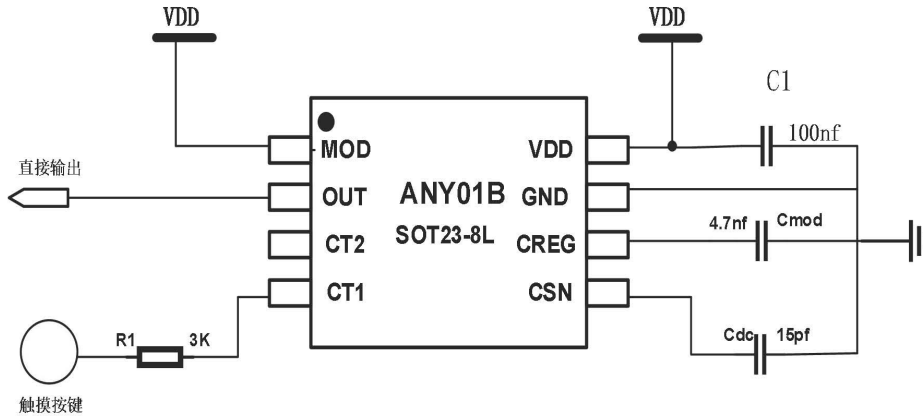 VDD
VDD
C1
100nf
MOD
VDD
直接输出
OUT
ANY01B
GND
SOT23-8L
CT2
CREG
4.7nf
Cmod
CT1
CSN
R1
3K
Cdc
15pf
触摸按键